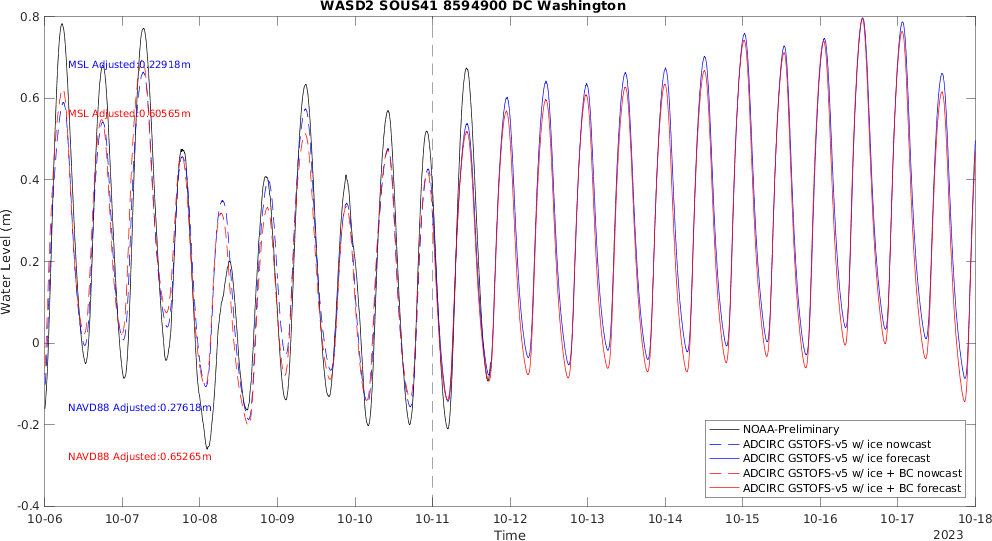 WASD2 SOUS41 8594900 DC Washington
0.8
0.6
0.4
0.2
0
-0.2
-0.4
Water Level (m)
MSL Adjusted:0.22918m
MSL Adjusted:0.60565m
NAVD88 Adjusted:0.27618m
NAVD88 Adjusted:0.65265m
NOAA-Preliminary
ADCIRC GSTOFS-v5 w/ ice nowcast
ADCIRC GSTOFS-v5 w/ ice forecast
ADCIRC GSTOFS-v5 w/ ice + BC nowcast
ADCIRC GSTOFS-v5 w/ ice + BC forecast
10-06 10-07 10-08 10-09 10-10 10-11 10-12 10-13 10-14 10-15 10-16 10-17 10-18
Time
2023